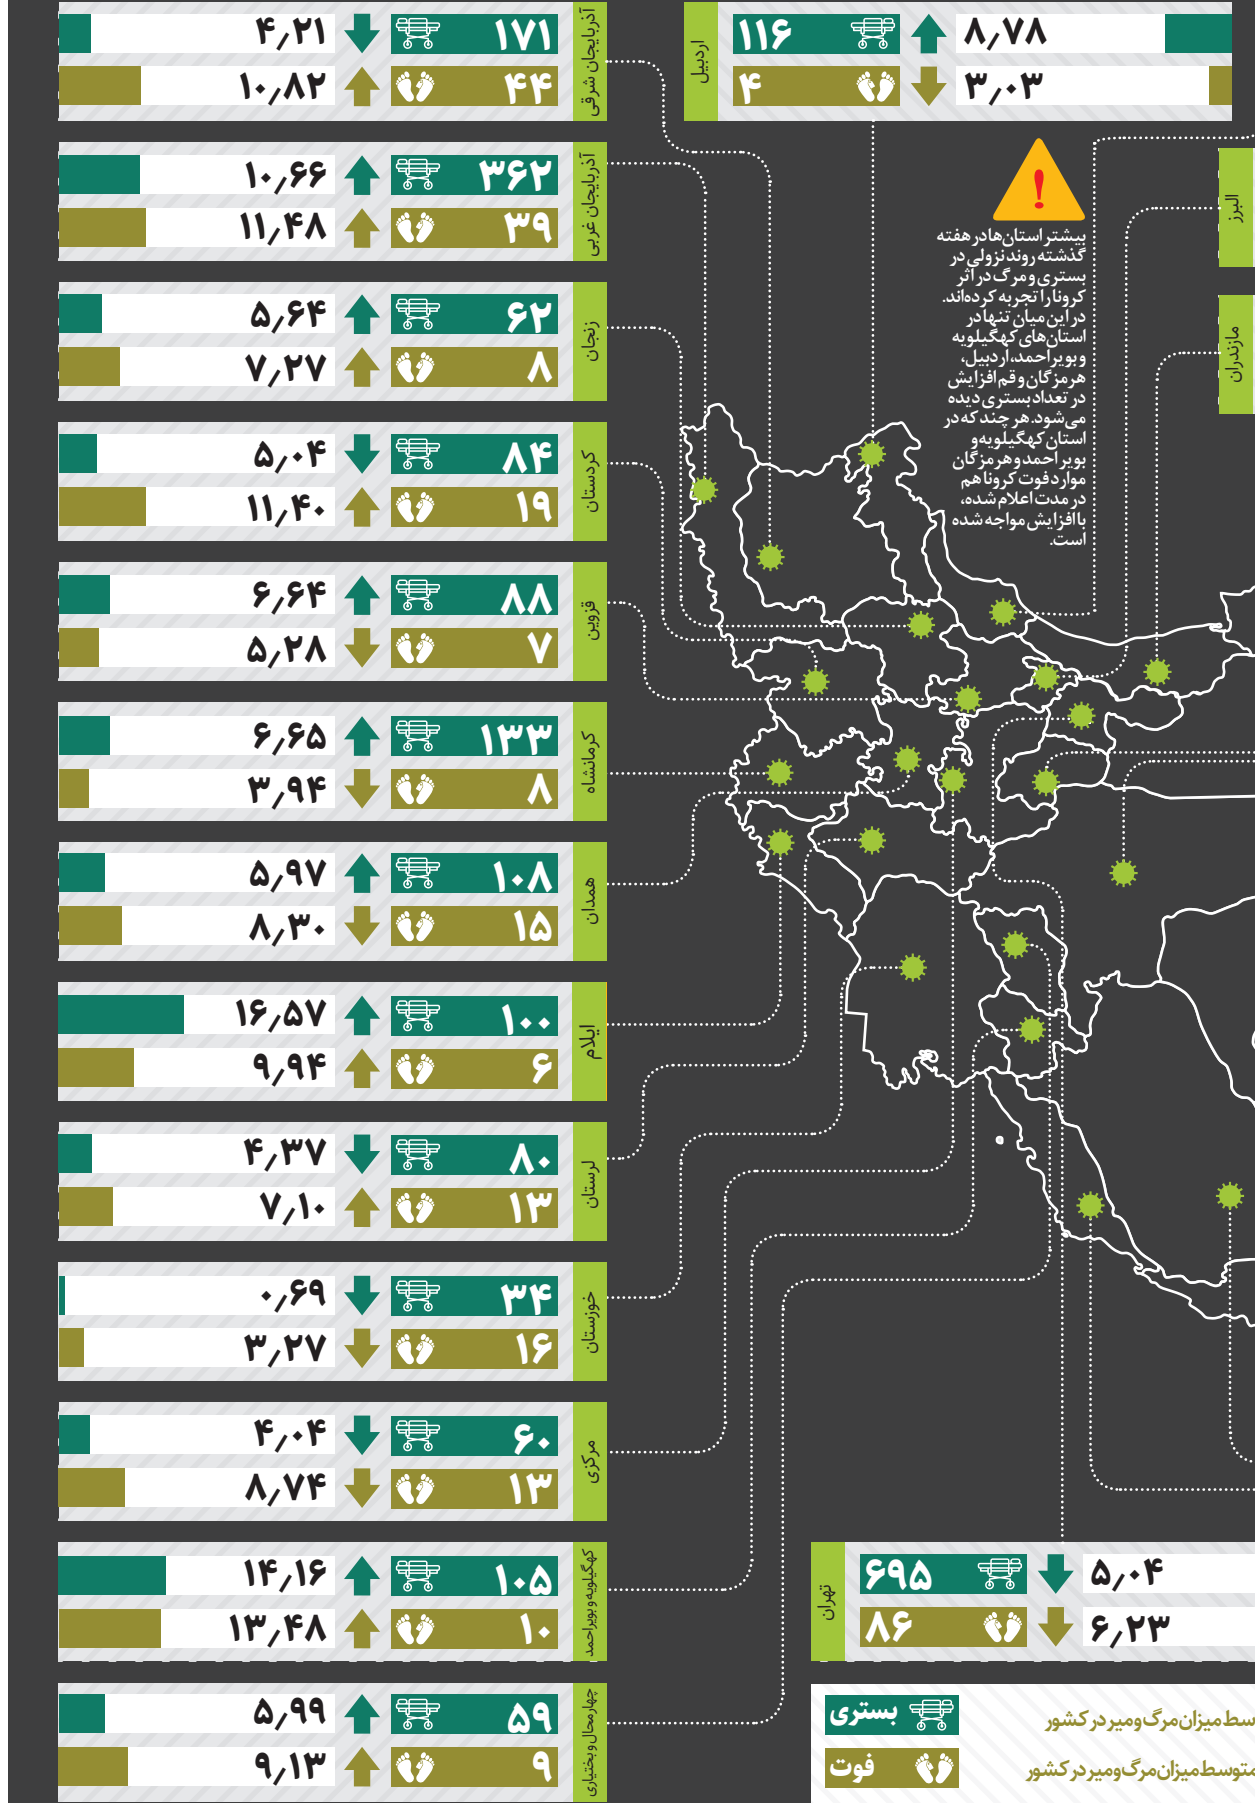 آذربایجان شرقی
۱۷۱
۴٫۲۱
۴۴
۱۰٫۸۲
آذربایجان غربی
۳۶۲
۱۰٫۶۶
۳۹
۱۱٫۴۸
زنجان
۶۲
۵٫۶۴
۸
۷٫۲۷
کردستان
۸۴
۵٫۰۴
۱۹
۱۱٫۴۰
قزوین
۸۸
۶٫۶۴
۷
۵٫۲۸
کرمانشاه
۱۳۳
۶٫۶۵
۸
۳٫۹۴
همدان
۱۰۸
۵٫۹۷
۱۵
۸٫۳۰
ایلام
۱۰۰
۱۶٫۵۷
۶
۹٫۹۴
لرستان
۸۰
۴٫۳۷
۱۳
۷٫۱۰
خوزستان
۳۴
۰٫۶۹
۱۶
۳٫۲۷
مرکزی
۶۰
۴٫۰۴
۱۳
۸٫۷۴
کهگیلویه و بویراحمد
۱۰۵
۱۴٫۱۶
۱۰
۱۳٫۴۸
چهارمحال و بختیاری
۵۹
۵٫۹۹
۹
۹٫۱۳
اردبیل
۱۱۶
۸٫۷۸
۴
۳٫۰۳
البرز
مازندران
!
بیشتر استان‌ها در هفته
گذشته روند نزولی در
بستری و مرگ در اثر
کرونا را تجربه کرده‌اند.
در این میان تنها در
استان‌های کهگیلویه
و بویراحمد، اردبیل،
هرمزگان و قم افزایش
در تعداد بستری دیده
می‌شود. هر چند که در
استان کهگیلویه و
بویراحمد و هرمزگان
موارد فوت کرونا هم
در مدت اعلام شده،
با افزایش مواجه شده
است.
تهران
۶۹۵
۵٫۰۴
۸۶
۶٫۲۳
بستری
سط میزان مرگ‌ومیر در کشور
فوت
متوسط میزان مرگ‌ومیر در کشور